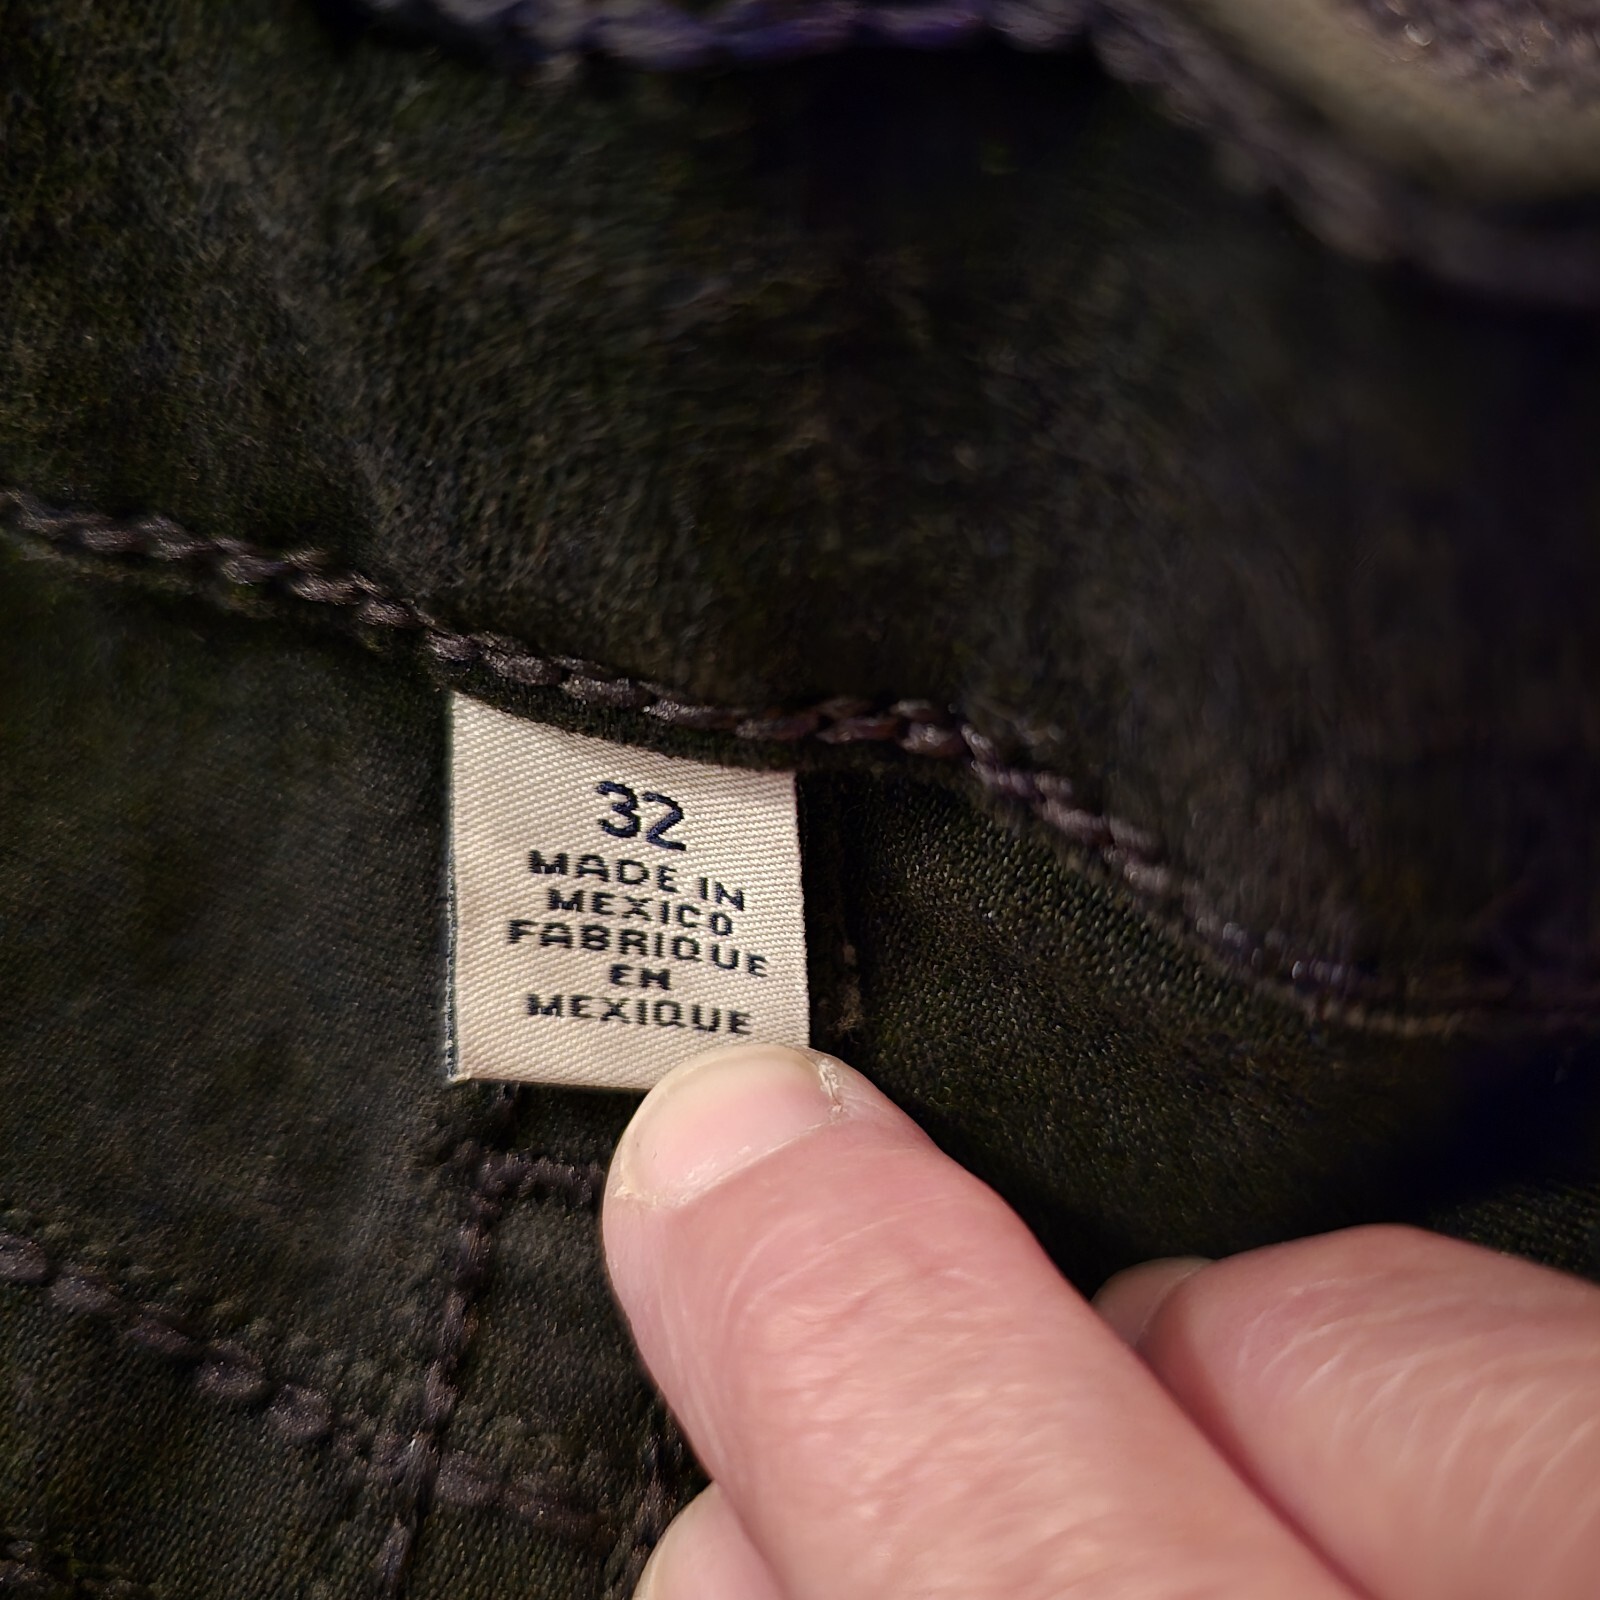 32
MADE IN
MEXICO
FABRIQUE
EN
MEXIQUE